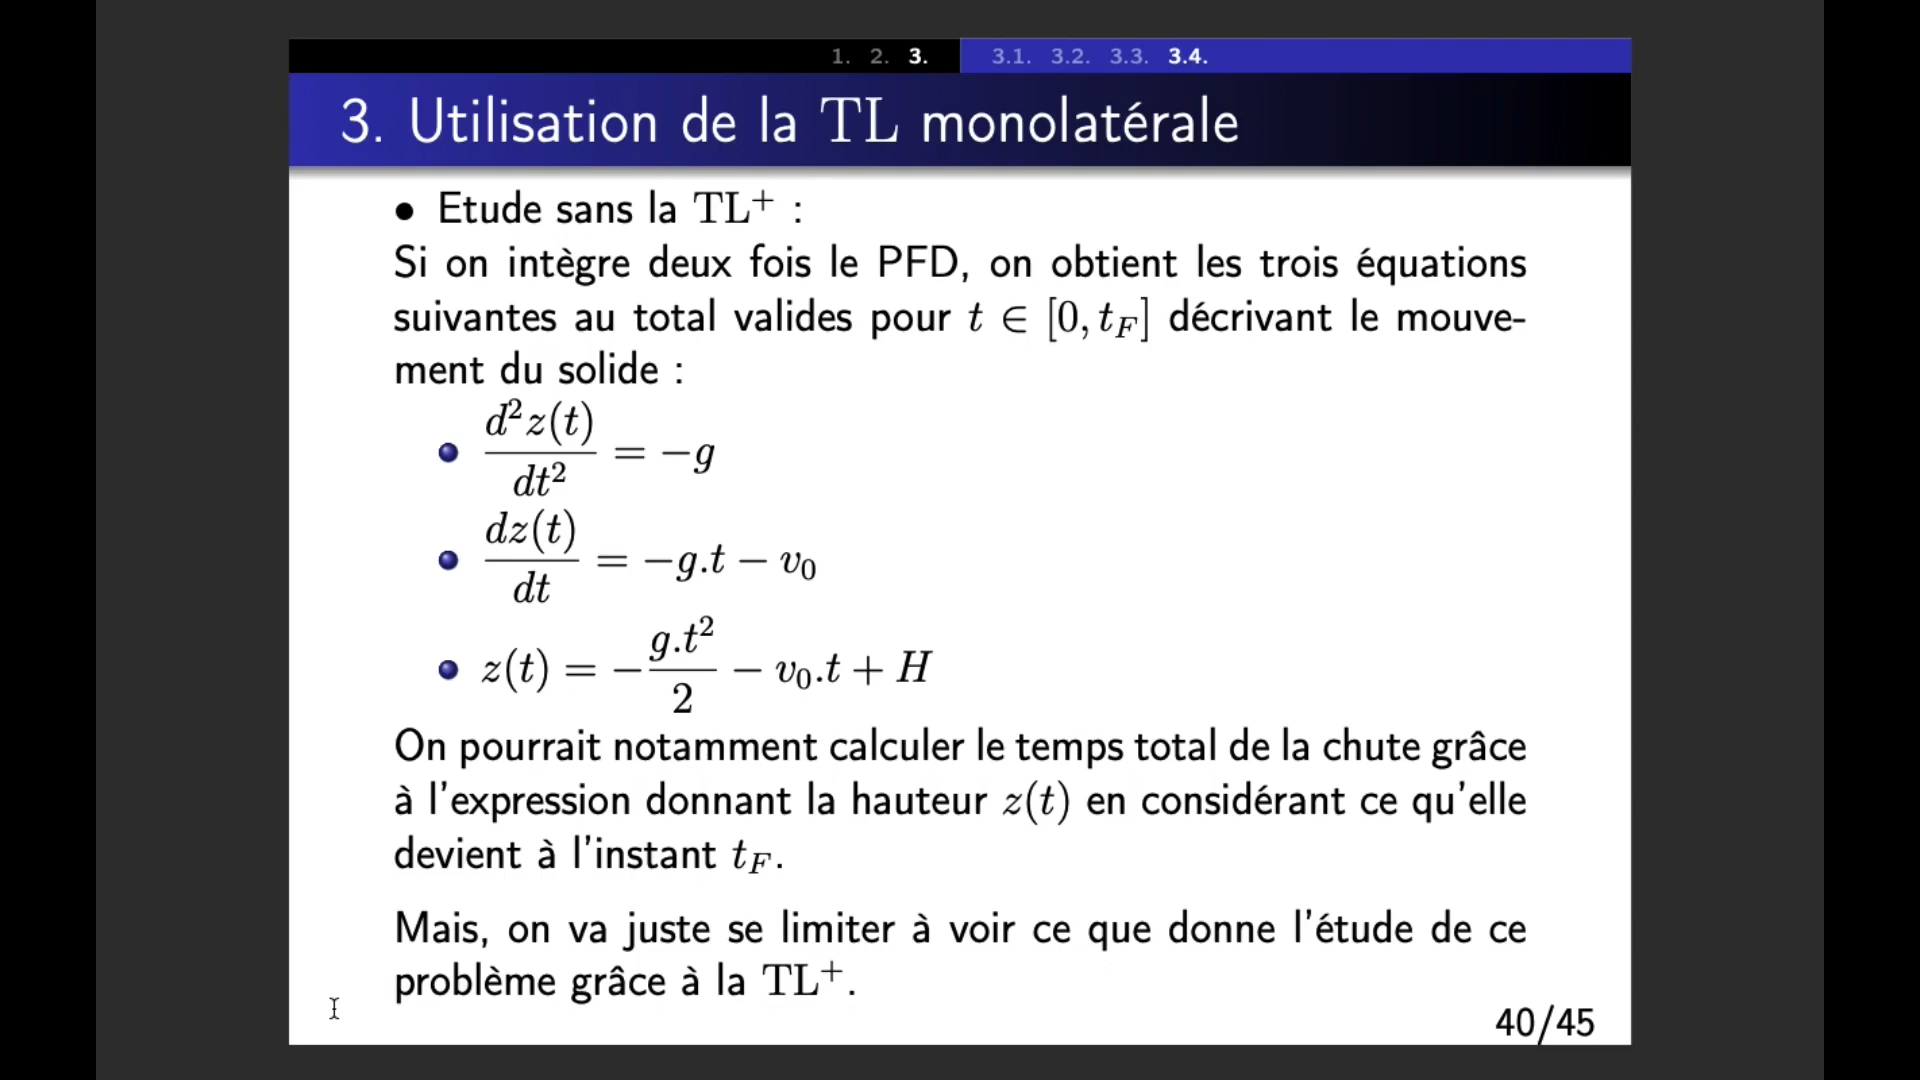 1. 2. 3. 3.1. 3.2. 3.3. 3.4.
3. Utilisation de la TL monolatérale
• Etude sans la TL⁺ :
Si on intègre deux fois le PFD, on obtient les trois équations
suivantes au total valides pour t ∈ [0, t_F] décrivant le mouve-
ment du solide :
• d²z(t)/dt² = −g
• dz(t)/dt = −g.t − v₀
• z(t) = −g.t²/2 − v₀.t + H
On pourrait notamment calculer le temps total de la chute grâce
à l'expression donnant la hauteur z(t) en considérant ce qu'elle
devient à l'instant t_F.
Mais, on va juste se limiter à voir ce que donne l'étude de ce
problème grâce à la TL⁺.
40/45